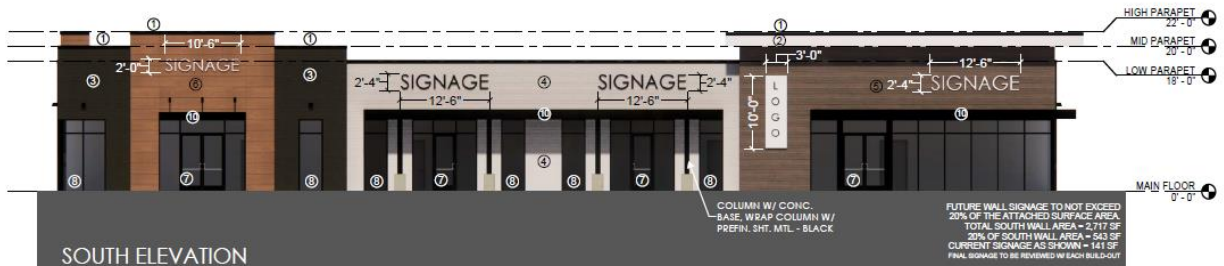 1
1
1
1
HIGH PARAPET
22' - 0"
10'-6"
2
MID PARAPET
20' - 0"
3'-0"
12'-6"
LOW PARAPET
18' - 0"
2'-0"
SIGNAGE
3
3
6
2'-4"
SIGNAGE
4
SIGNAGE
2'-4"
5
2'-4"
SIGNAGE
12'-6"
12'-6"
10'-0"
LOGO
10
10
10
4
8
7
8
8
7
8
8
7
8
7
MAIN FLOOR
0' - 0"
COLUMN W/ CONC.
BASE, WRAP COLUMN W/
PREFIN. SHT. MTL. - BLACK
FUTURE WALL SIGNAGE TO NOT EXCEED
20% OF THE ATTACHED SURFACE AREA.
TOTAL SOUTH WALL AREA = 2,717 SF
20% OF SOUTH WALL AREA = 543 SF
CURRENT SIGNAGE AS SHOWN = 141 SF
FINAL SIGNAGE TO BE REVIEWED W/ EACH BUILD-OUT
SOUTH ELEVATION